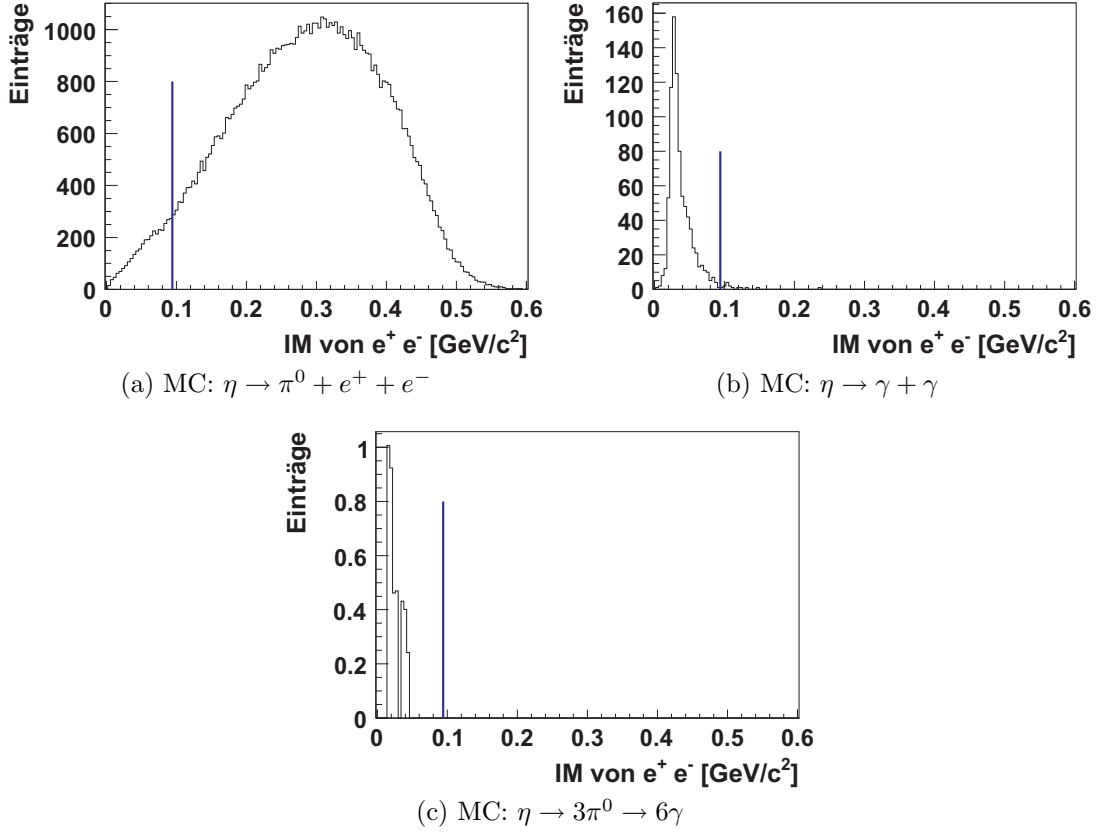 Einträge
1000
800
600
400
200
0
0 0.1 0.2 0.3 0.4 0.5 0.6
IM von e⁺ e⁻ [GeV/c²]
(a) MC: η → π⁰ + e⁺ + e⁻
Einträge
160
140
120
100
80
60
40
20
0
0 0.1 0.2 0.3 0.4 0.5 0.6
IM von e⁺ e⁻ [GeV/c²]
(b) MC: η → γ + γ
Einträge
1
0.8
0.6
0.4
0.2
0
0 0.1 0.2 0.3 0.4 0.5 0.6
IM von e⁺ e⁻ [GeV/c²]
(c) MC: η → 3π⁰ → 6γ